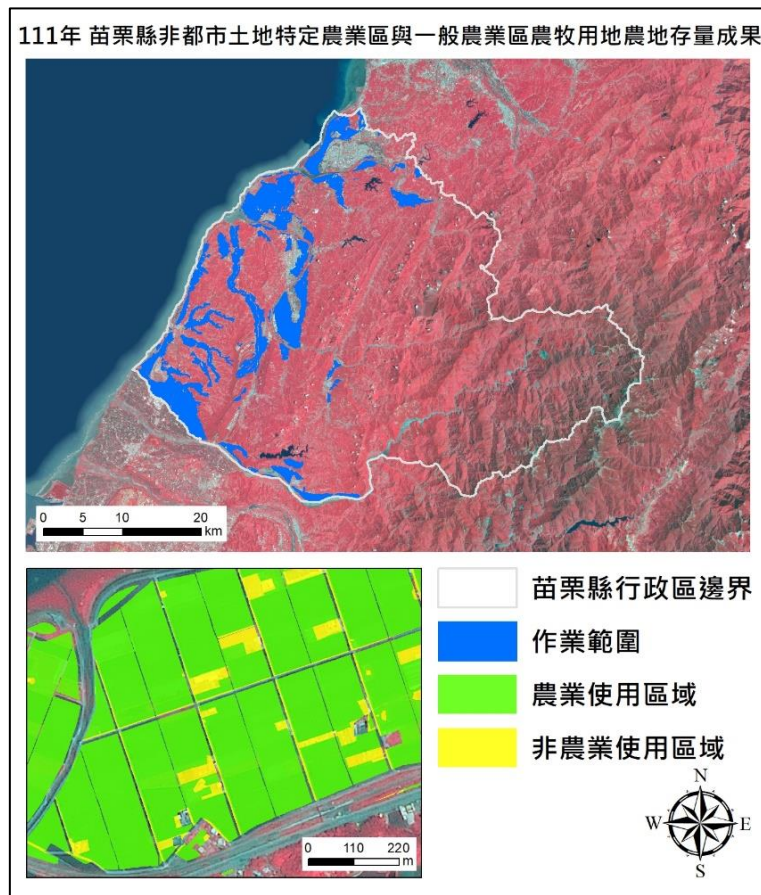 111年 苗栗縣非都市土地特定農業區與一般農業區農牧用地農地存量成果
0 5 10 20
km
苗栗縣行政區邊界
作業範圍
農業使用區域
非農業使用區域
0 110 220
m
N
W E
S